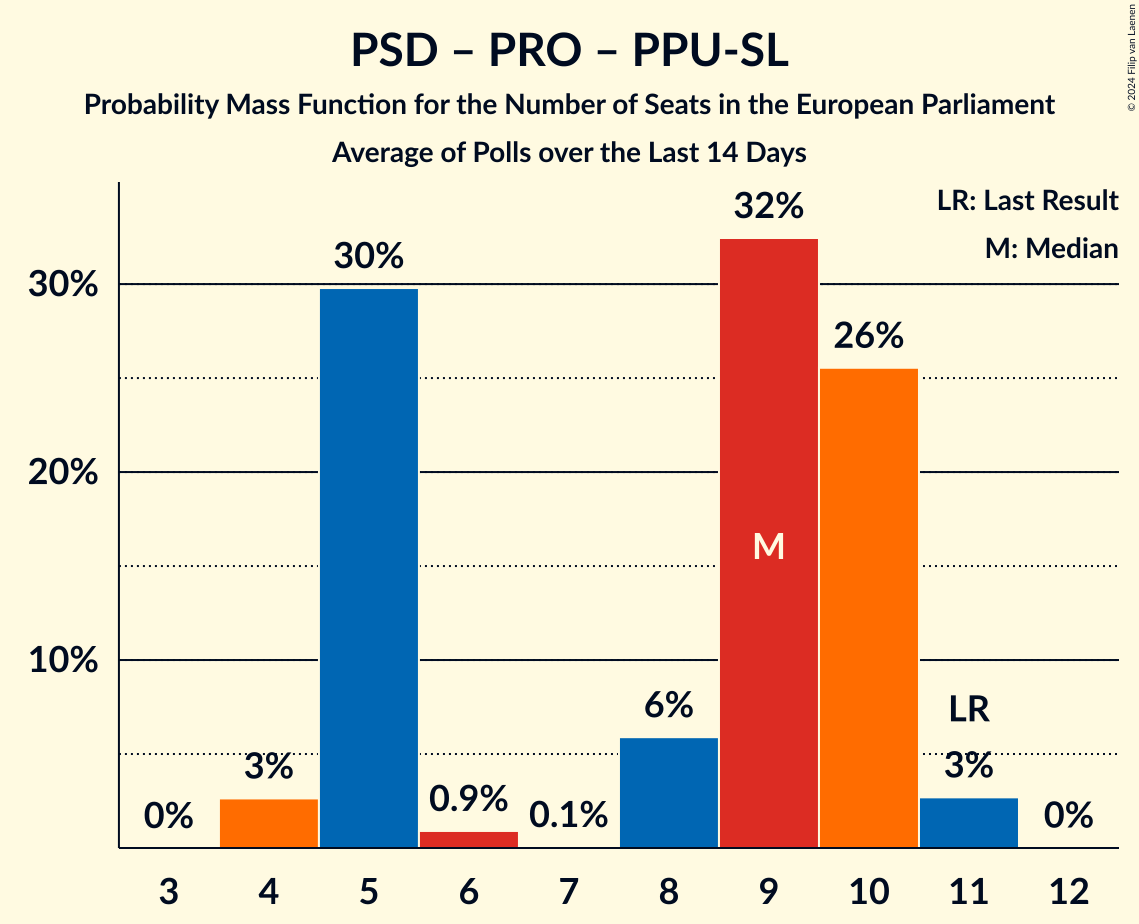 PSD – PRO – PPU-SL
Probability Mass Function for the Number of Seats in the European Parliament
Average of Polls over the Last 14 Days
© 2024 Filip van Laenen
LR: Last Result
M: Median
30%
20%
10%
0%
3%
30%
0.9%
0.1%
6%
32%
M
26%
LR
3%
0%
3 4 5 6 7 8 9 10 11 12